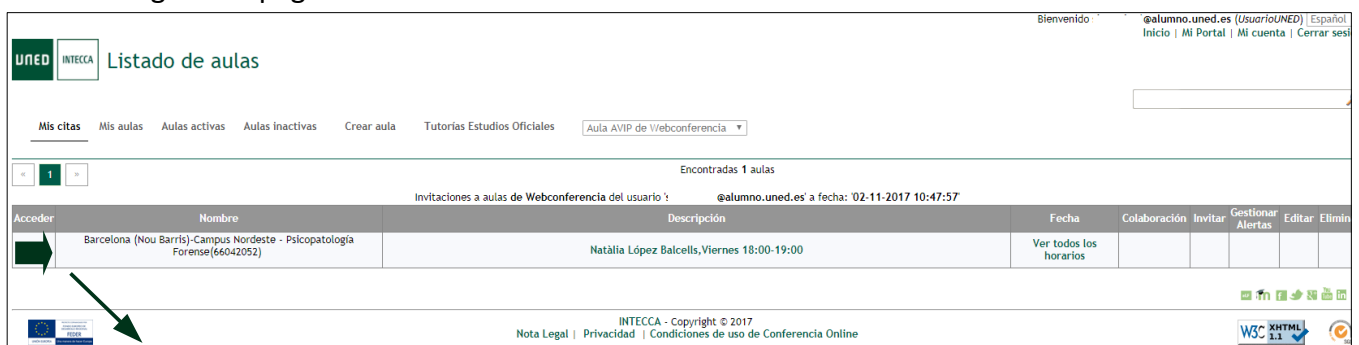 Bienvenido @alumno.uned.es (UsuarioUNED) Español
Inicio | Mi Portal | Mi cuenta | Cerrar sesi
UNED INTECCA Listado de aulas
Mis citas Mis aulas Aulas activas Aulas inactivas Crear aula Tutorías Estudios Oficiales Aula AVIP de Webconferencia
« 1 »
Encontradas 1 aulas
Invitaciones a aulas de Webconferencia del usuario 's @alumno.uned.es' a fecha: '02-11-2017 10:47:57'
Acceder Nombre Descripción Fecha Colaboración Invitar Gestionar Alertas Editar Elimin
Barcelona (Nou Barris)-Campus Nordeste - Psicopatología
Forense(66042052)
Natàlia López Balcells,Viernes 18:00-19:00
Ver todos los
horarios
INTECCA - Copyright © 2017
Nota Legal | Privacidad | Condiciones de uso de Conferencia Online
FEDER
W3C XHTML 1.1